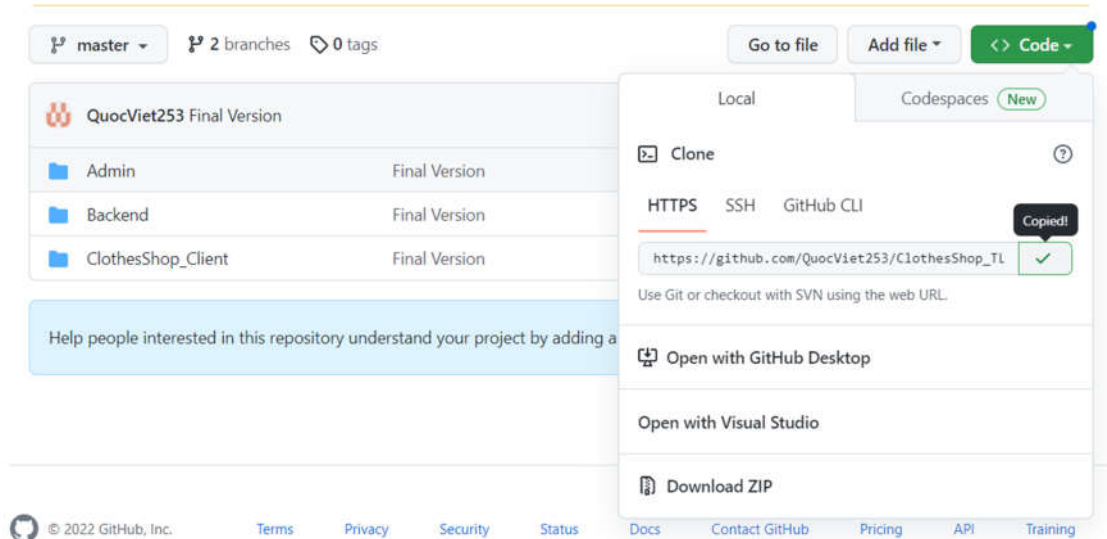 master 2 branches 0 tags Go to file Add file <> Code
QuocViet253 Final Version
Admin Final Version
Backend Final Version
ClothesShop_Client Final Version
Help people interested in this repository understand your project by adding a
Local Codespaces New
Clone
HTTPS SSH GitHub CLI
Copied!
https://github.com/QuocViet253/ClothesShop_TL
Use Git or checkout with SVN using the web URL.
Open with GitHub Desktop
Open with Visual Studio
Download ZIP
© 2022 GitHub, Inc. Terms Privacy Security Status Docs Contact GitHub Pricing API Training